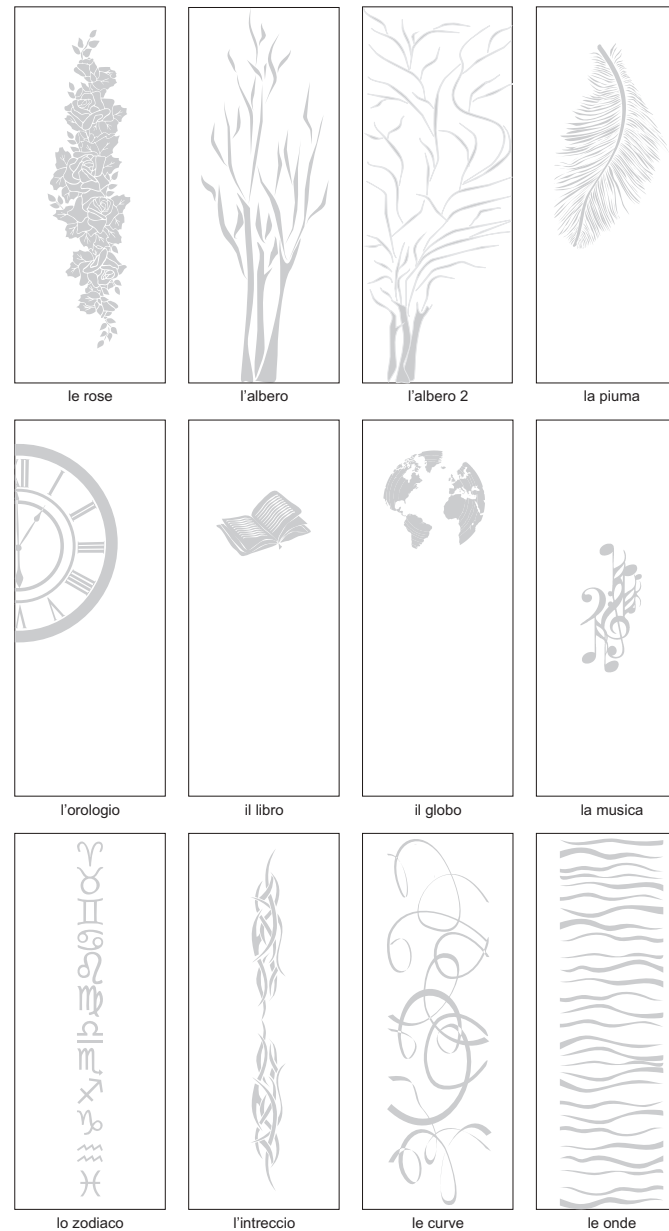 le rose
l'albero
l'albero 2
la piuma
l'orologio
il libro
il globo
la musica
lo zodiaco
l'intreccio
le curve
le onde